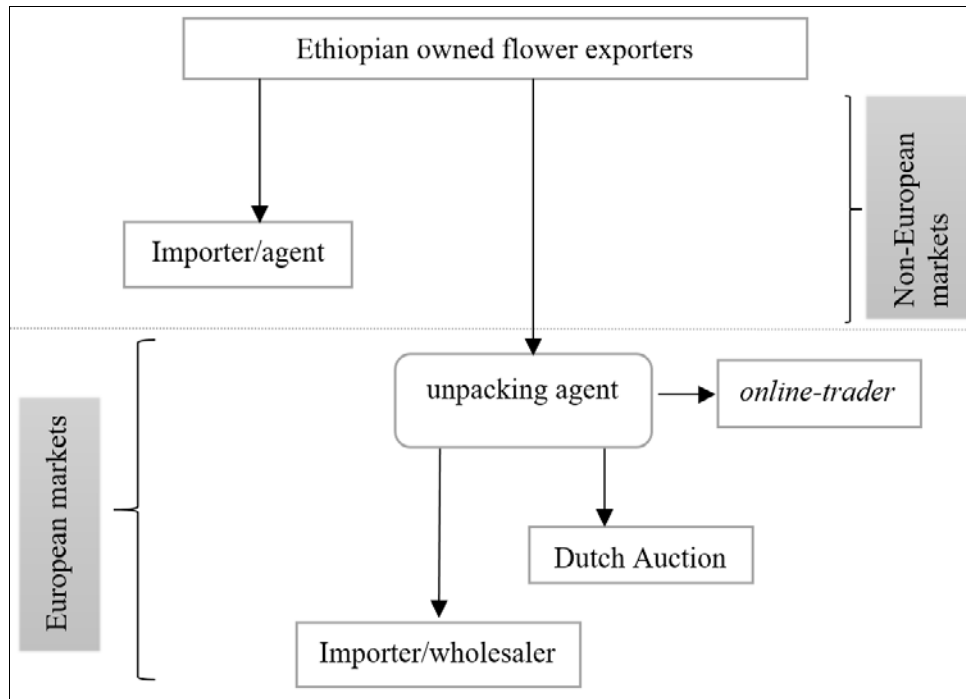 Ethiopian owned flower exporters
Non-European
markets
Importer/agent
unpacking agent
online-trader
European markets
Dutch Auction
Importer/wholesaler